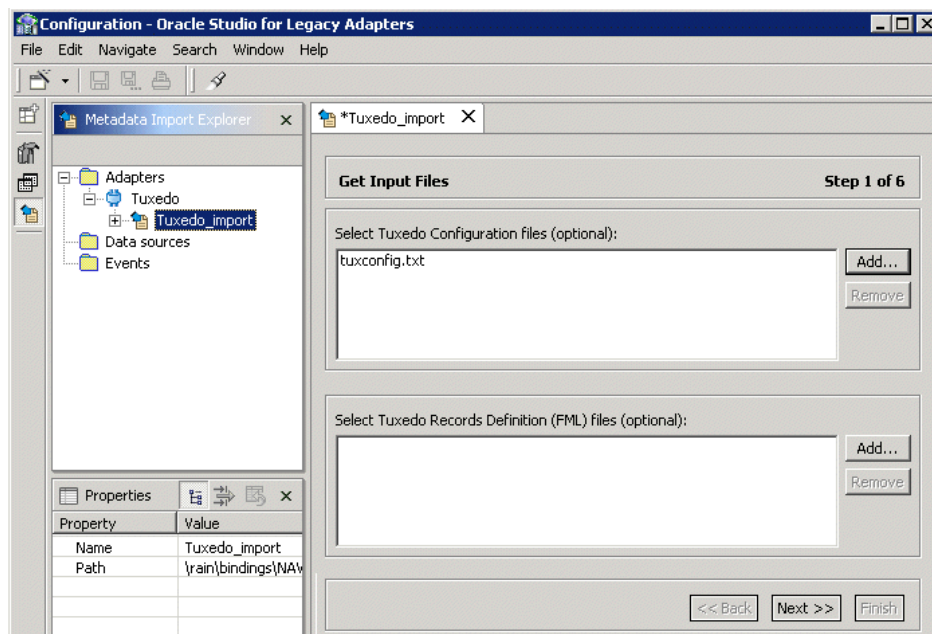 Configuration - Oracle Studio for Legacy Adapters
File Edit Navigate Search Window Help
Metadata Import Explorer
*Tuxedo_import
Adapters
Tuxedo
Tuxedo_import
Data sources
Events
Get Input Files Step 1 of 6
Select Tuxedo Configuration files (optional):
tuxconfig.txt
Add...
Remove
Select Tuxedo Records Definition (FML) files (optional):
Add...
Remove
Properties
Property Value
Name Tuxedo_import
Path \rain\bindings\NAV
<< Back Next >> Finish